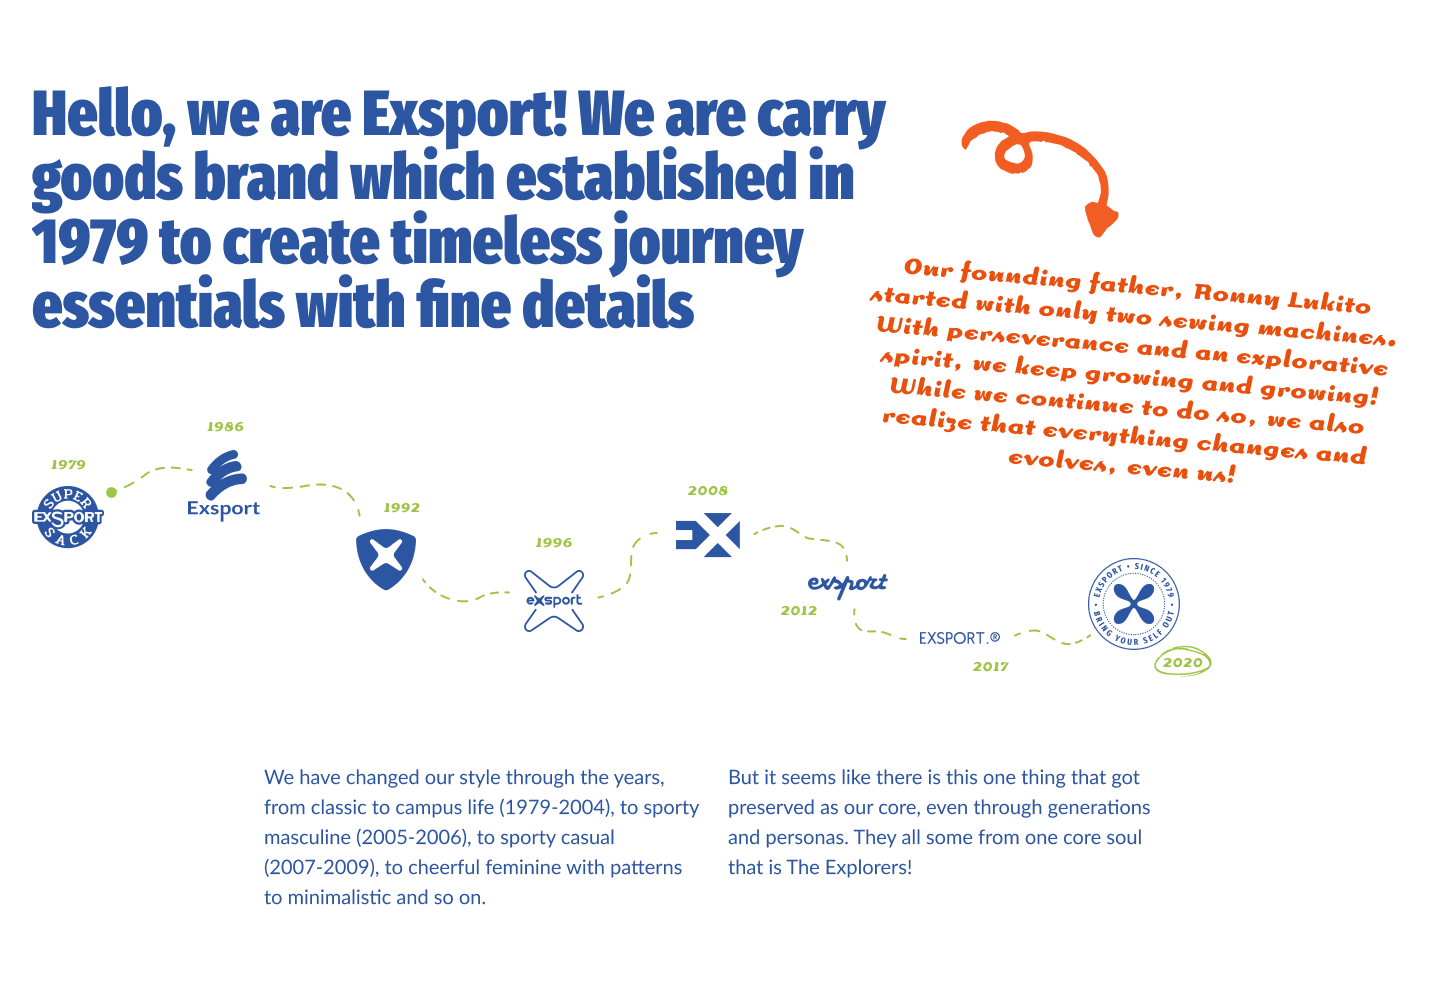 Hello, we are Exsport! We are carry
goods brand which established in
1979 to create timeless journey
essentials with fine details
Our founding father, Ronny Lukito
started with only two sewing machines.
With perseverance and an explorative
spirit, we keep growing and growing!
While we continue to do so, we also
realize that everything changes and
evolves, even us!
1979
SUPER
EXSPORT
SACK
1986
Exsport
1992
1996
exsport
2008
exsport
2012
EXSPORT.®
2017
EXSPORT • SINCE 1979
• BRING YOUR SELF OUT •
2020
We have changed our style through the years,
from classic to campus life (1979-2004), to sporty
masculine (2005-2006), to sporty casual
(2007-2009), to cheerful feminine with patterns
to minimalistic and so on.
But it seems like there is this one thing that got
preserved as our core, even through generations
and personas. They all some from one core soul
that is The Explorers!